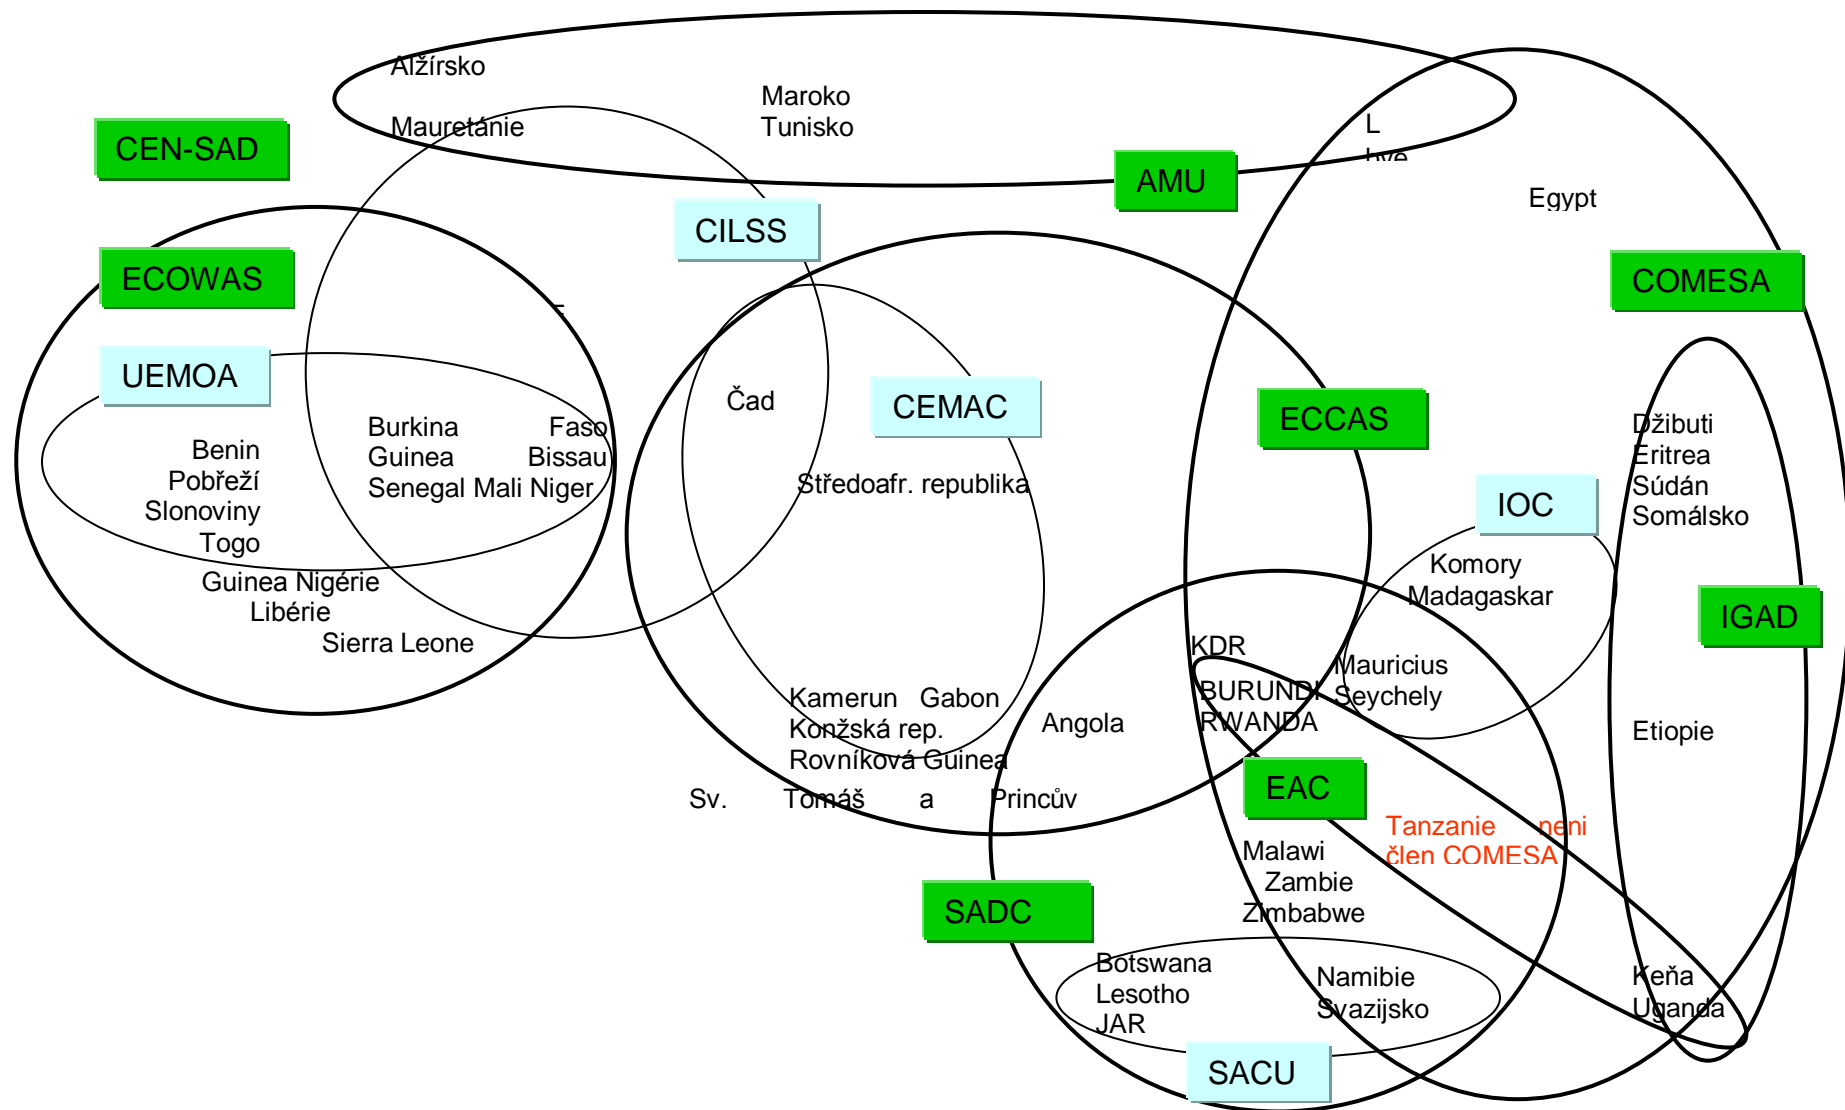 Alžírsko
Maroko
Mauretánie
Tunisko
L
CEN-SAD
AMU
Egypt
CILSS
ECOWAS
COMESA
UEMOA
Čad
CEMAC
ECCAS
Benin
Pobřeží
Slonoviny
Togo
Burkina Faso
Guinea Bissau
Senegal Mali Niger
Džibuti
Eritrea
Súdán
Somálsko
Středoafr. republika
IOC
Komory
Madagaskar
Guinea Nigérie
Libérie
Sierra Leone
IGAD
KDR
Mauricius
Seychely
BURUNDI
RWANDA
Kamerun Gabon
Konžská rep.
Rovníková Guinea
Angola
Etiopie
Sv. Tomáš a Princův
EAC
Tanzanie neni
člen COMESA
Malawi
Zambie
Zimbabwe
SADC
Botswana
Lesotho
JAR
Namibie
Svazijsko
Keňa
Uganda
SACU